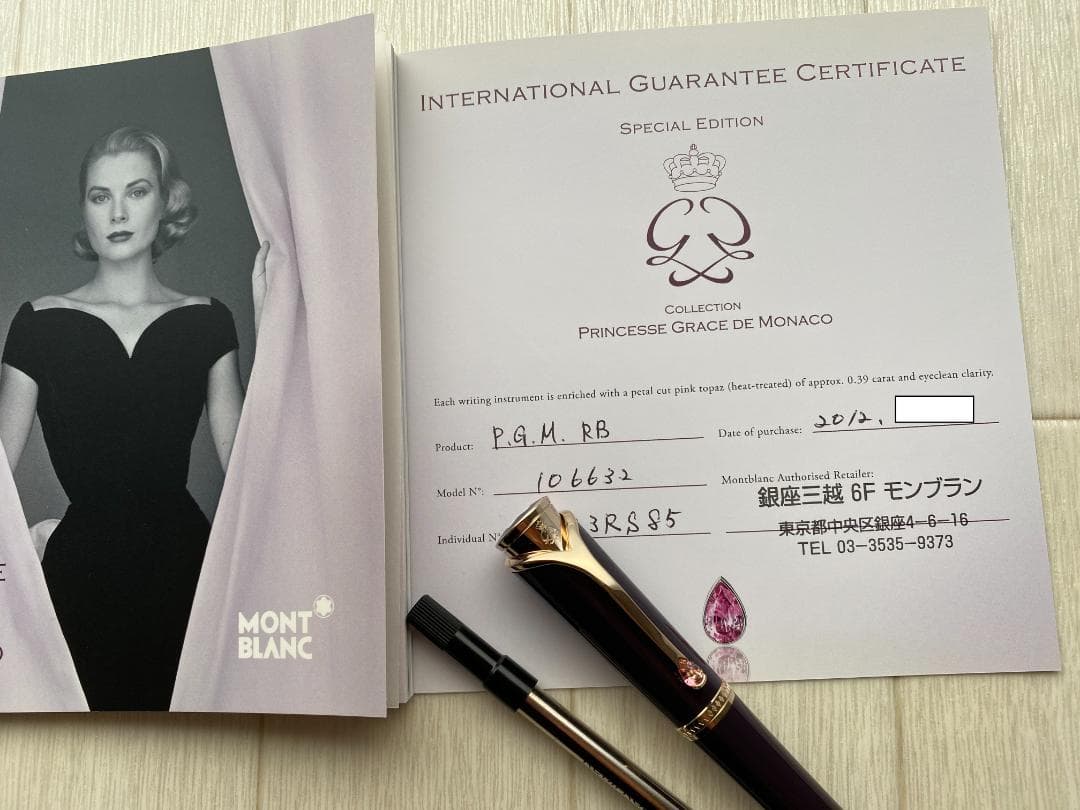 MONT
BLANC
INTERNATIONAL GUARANTEE CERTIFICATE
SPECIAL EDITION
COLLECTION
PRINCESSE GRACE DE MONACO
Each writing instrument is enriched with a petal cut pink topaz (heat-treated) of approx. 0.39 carat and eyeclean clarity.
Product: P.G.M. RB
Date of purchase: 2012.
Model N°: 106632
Montblanc Authorised Retailer:
銀座三越 6F モンブラン
Individual N° 3RS85
東京都中央区銀座4-6-16
TEL 03-3535-9373